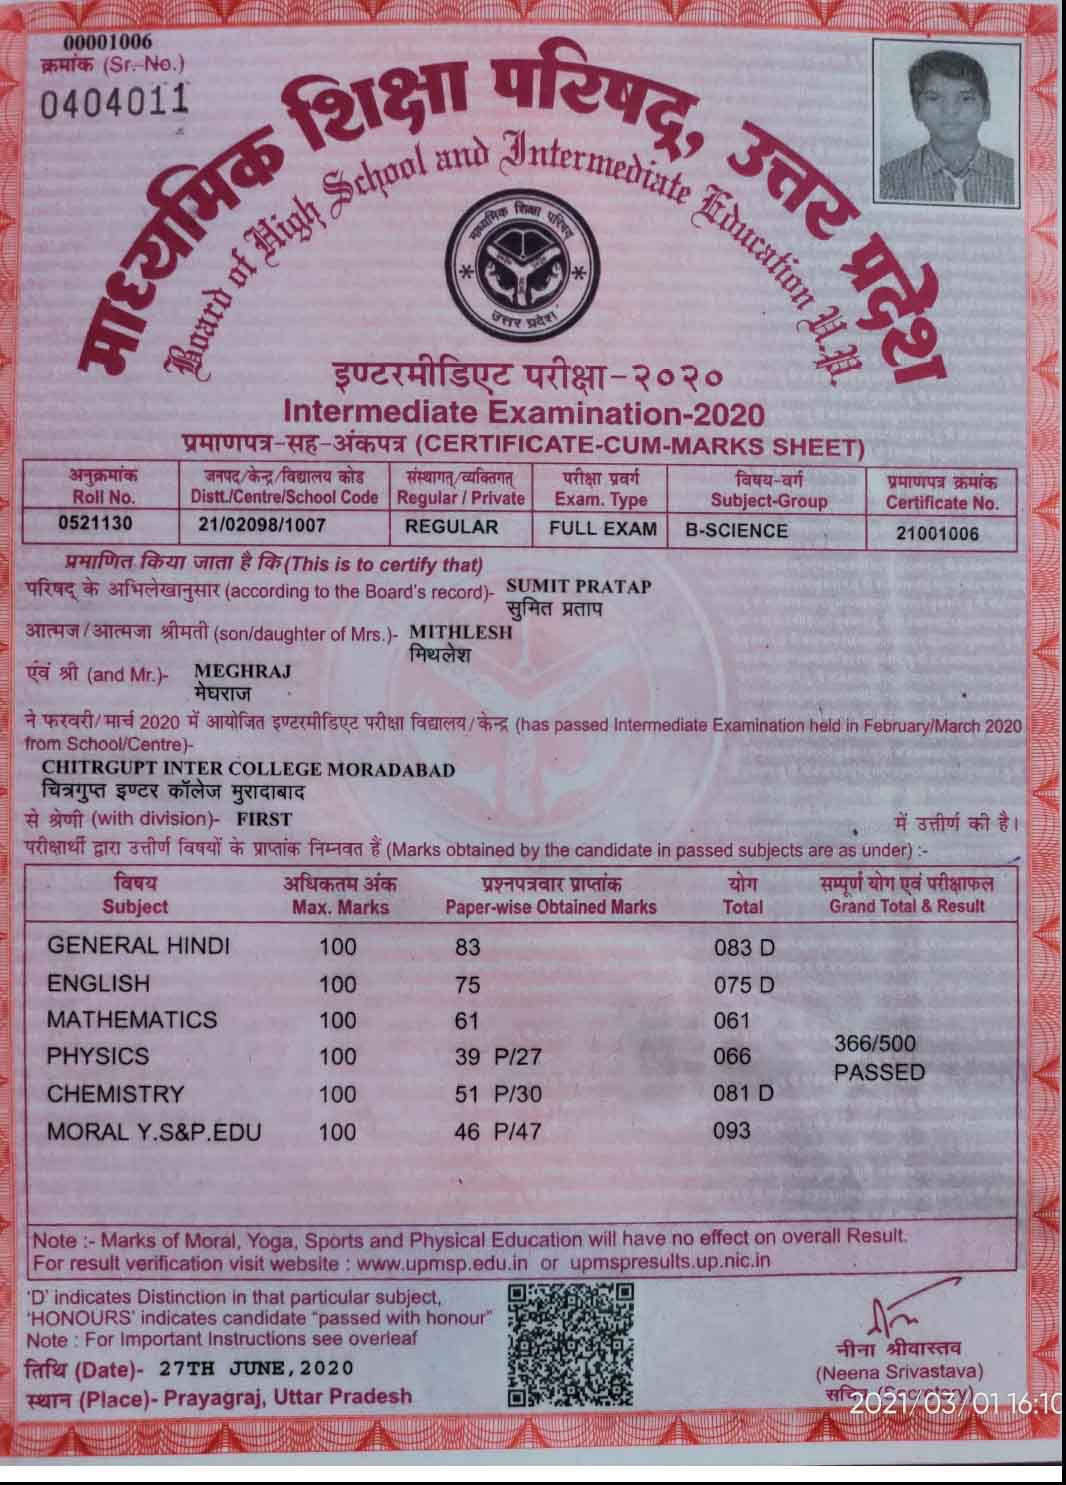 00001006
क्रमांक (Sr. No.)
0404011
माध्यमिक शिक्षा परिषद्, उत्तर प्रदेश
Board of High School and Intermediate Education U.P.
माध्यमिक शिक्षा परिषद्
उत्तर प्रदेश
इण्टरमीडिएट परीक्षा-२०२०
Intermediate Examination-2020
प्रमाणपत्र-सह-अंकपत्र (CERTIFICATE-CUM-MARKS SHEET)
अनुक्रमांक जनपद/केन्द्र/विद्यालय कोड संस्थागत/व्यक्तिगत परीक्षा प्रवर्ग विषय-वर्ग प्रमाणपत्र क्रमांक
Roll No. Distt./Centre/School Code Regular / Private Exam. Type Subject-Group Certificate No.
0521130 21/02098/1007 REGULAR FULL EXAM B-SCIENCE 21001006
प्रमाणित किया जाता है कि (This is to certify that)
परिषद् के अभिलेखानुसार (according to the Board's record)- SUMIT PRATAP
सुमित प्रताप
आत्मज/आत्मजा श्रीमती (son/daughter of Mrs.)- MITHLESH
मिथलेश
एंवं श्री (and Mr.)- MEGHRAJ
मेघराज
ने फरवरी/मार्च 2020 में आयोजित इण्टरमीडिएट परीक्षा विद्यालय/केन्द्र (has passed Intermediate Examination held in February/March 2020
from School/Centre)-
CHITRGUPT INTER COLLEGE MORADABAD
चित्रगुप्त इण्टर कॉलेज मुरादाबाद
से श्रेणी (with division)- FIRST में उत्तीर्ण की है।
परीक्षार्थी द्वारा उत्तीर्ण विषयों के प्राप्तांक निम्नवत हैं (Marks obtained by the candidate in passed subjects are as under) :-
विषय अधिकतम अंक प्रश्नपत्रवार प्राप्तांक योग सम्पूर्ण योग एवं परीक्षाफल
Subject Max. Marks Paper-wise Obtained Marks Total Grand Total & Result
GENERAL HINDI 100 83 083 D
ENGLISH 100 75 075 D
MATHEMATICS 100 61 061
366/500
PHYSICS 100 39 P/27 066
PASSED
CHEMISTRY 100 51 P/30 081 D
MORAL Y.S&P.EDU 100 46 P/47 093
Note :- Marks of Moral, Yoga, Sports and Physical Education will have no effect on overall Result.
For result verification visit website : www.upmsp.edu.in or upmspresults.up.nic.in
'D' indicates Distinction in that particular subject,
'HONOURS' indicates candidate "passed with honour"
Note : For Important Instructions see overleaf
तिथि (Date)- 27TH JUNE, 2020
स्थान (Place)- Prayagraj, Uttar Pradesh
नीना श्रीवास्तव
(Neena Srivastava)
सचिव (Secretary)
2021/03/01 16:10